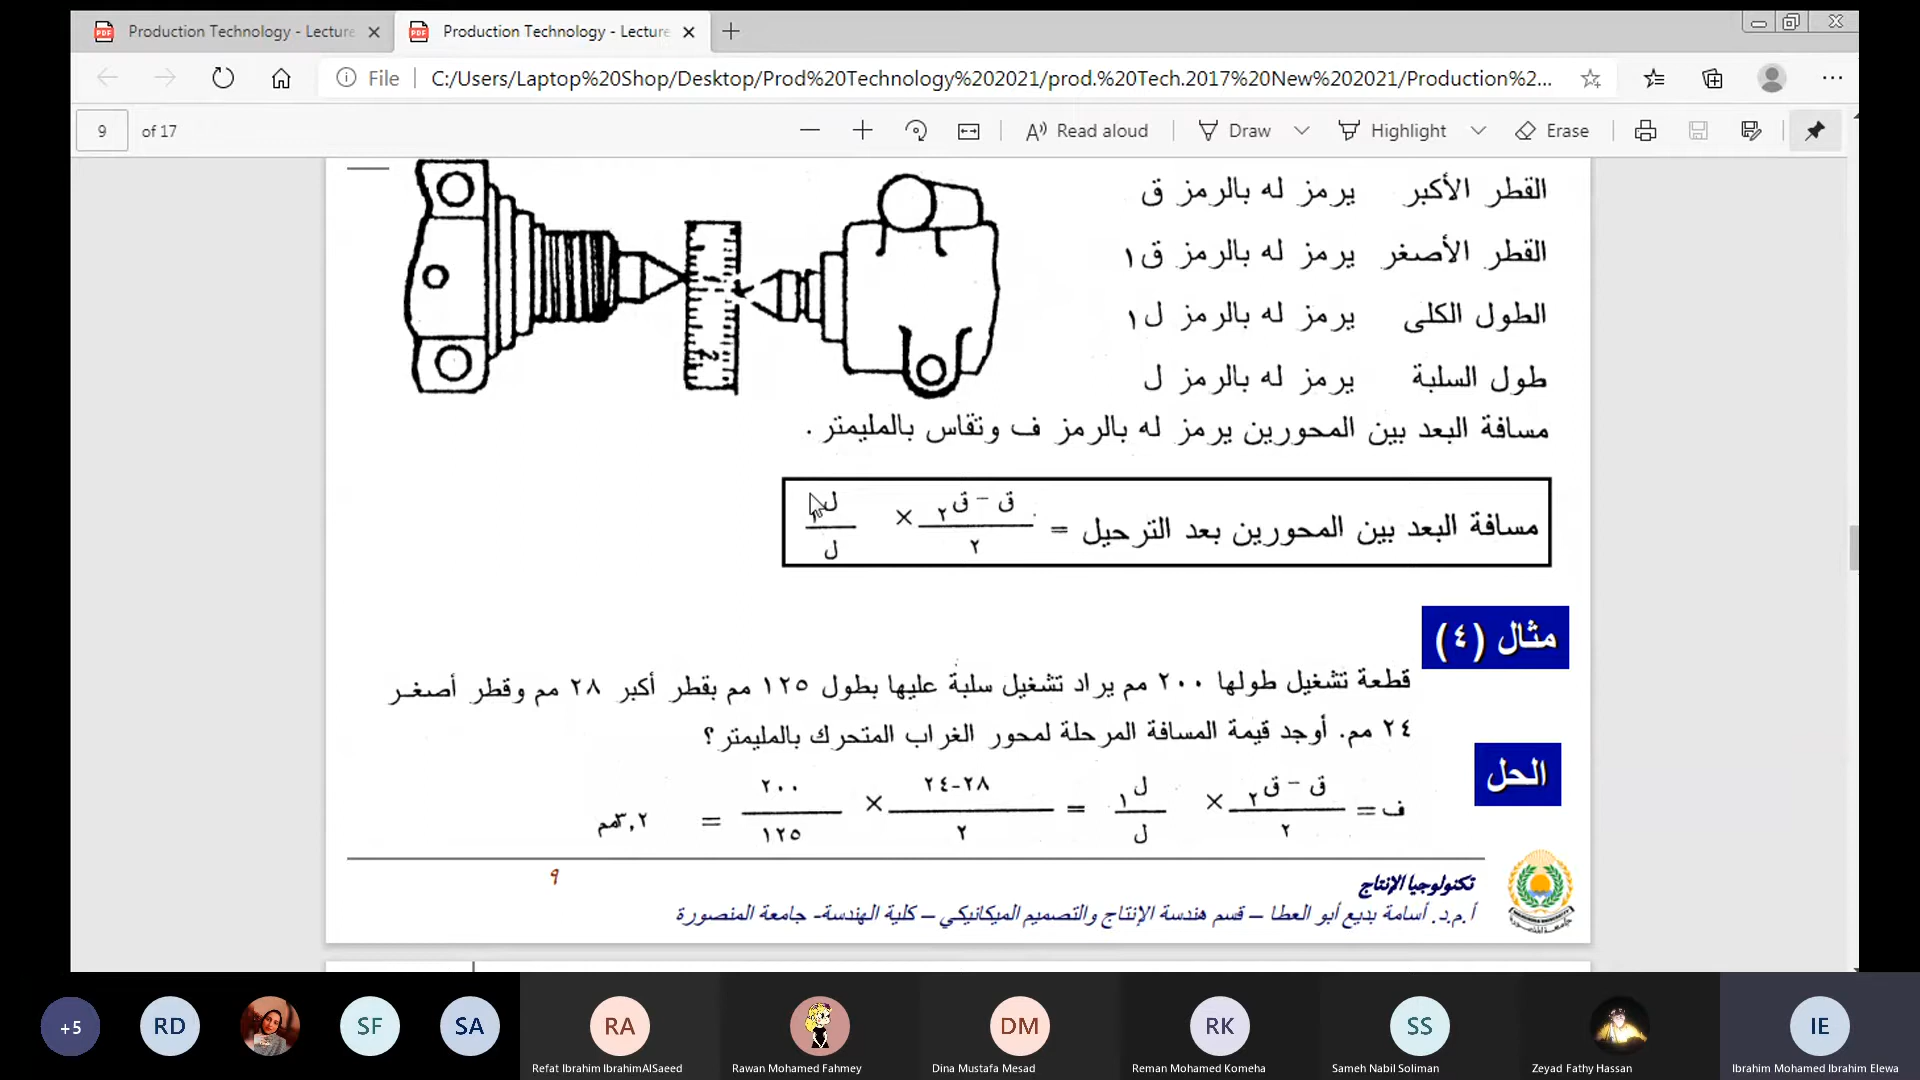 Production Technology - Lecture
Production Technology - Lecture
File
C:/Users/Laptop%20Shop/Desktop/Prod%20Technology%202021/prod.%20Tech.2017%20New%202021/Production%2...
9 of 17
Read aloud
Draw
Highlight
Erase
القطر الأكبر يرمز له بالرمز ق
القطر الأصغر يرمز له بالرمز ق١
الطول الكلى يرمز له بالرمز ل١
طول السلبة يرمز له بالرمز ل
مسافة البعد بين المحورين يرمز له بالرمز ف وتقاس بالمليمتر .
مسافة البعد بين المحورين بعد الترحيل = ق - ق٢ / ٢ × ل١ / ل
مثال (٤)
قطعة تشغيل طولها ٢٠٠ مم يراد تشغيل سلبة عليها بطول ١٢٥ مم بقطر أكبر ٢٨ مم وقطر أصغر
٢٤ مم. أوجد قيمة المسافة المرحلة لمحور الغراب المتحرك بالمليمتر؟
الحل
ف = ق - ق٢ / ٢ × ل١ / ل = ٢٨-٢٤ / ٢ × ٢٠٠ / ١٢٥ = ٣,٢مم
٩
تكنولوجيا الإنتاج
أ.م.د. أسامة بديع أبو العطا – قسم هندسة الإنتاج والتصميم الميكانيكي – كلية الهندسة- جامعة المنصورة
+5
RD
SF
SA
RA
DM
RK
SS
IE
Refat Ibrahim IbrahimAlSaeed
Rawan Mohamed Fahmey
Dina Mustafa Mesad
Reman Mohamed Komeha
Sameh Nabil Soliman
Zeyad Fathy Hassan
Ibrahim Mohamed Ibrahim Elewa